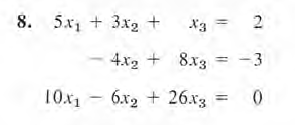 8. 5x₁ + 3x₂ + x₃ = 2
- 4x₂ + 8x₃ = -3
10x₁ - 6x₂ + 26x₃ = 0